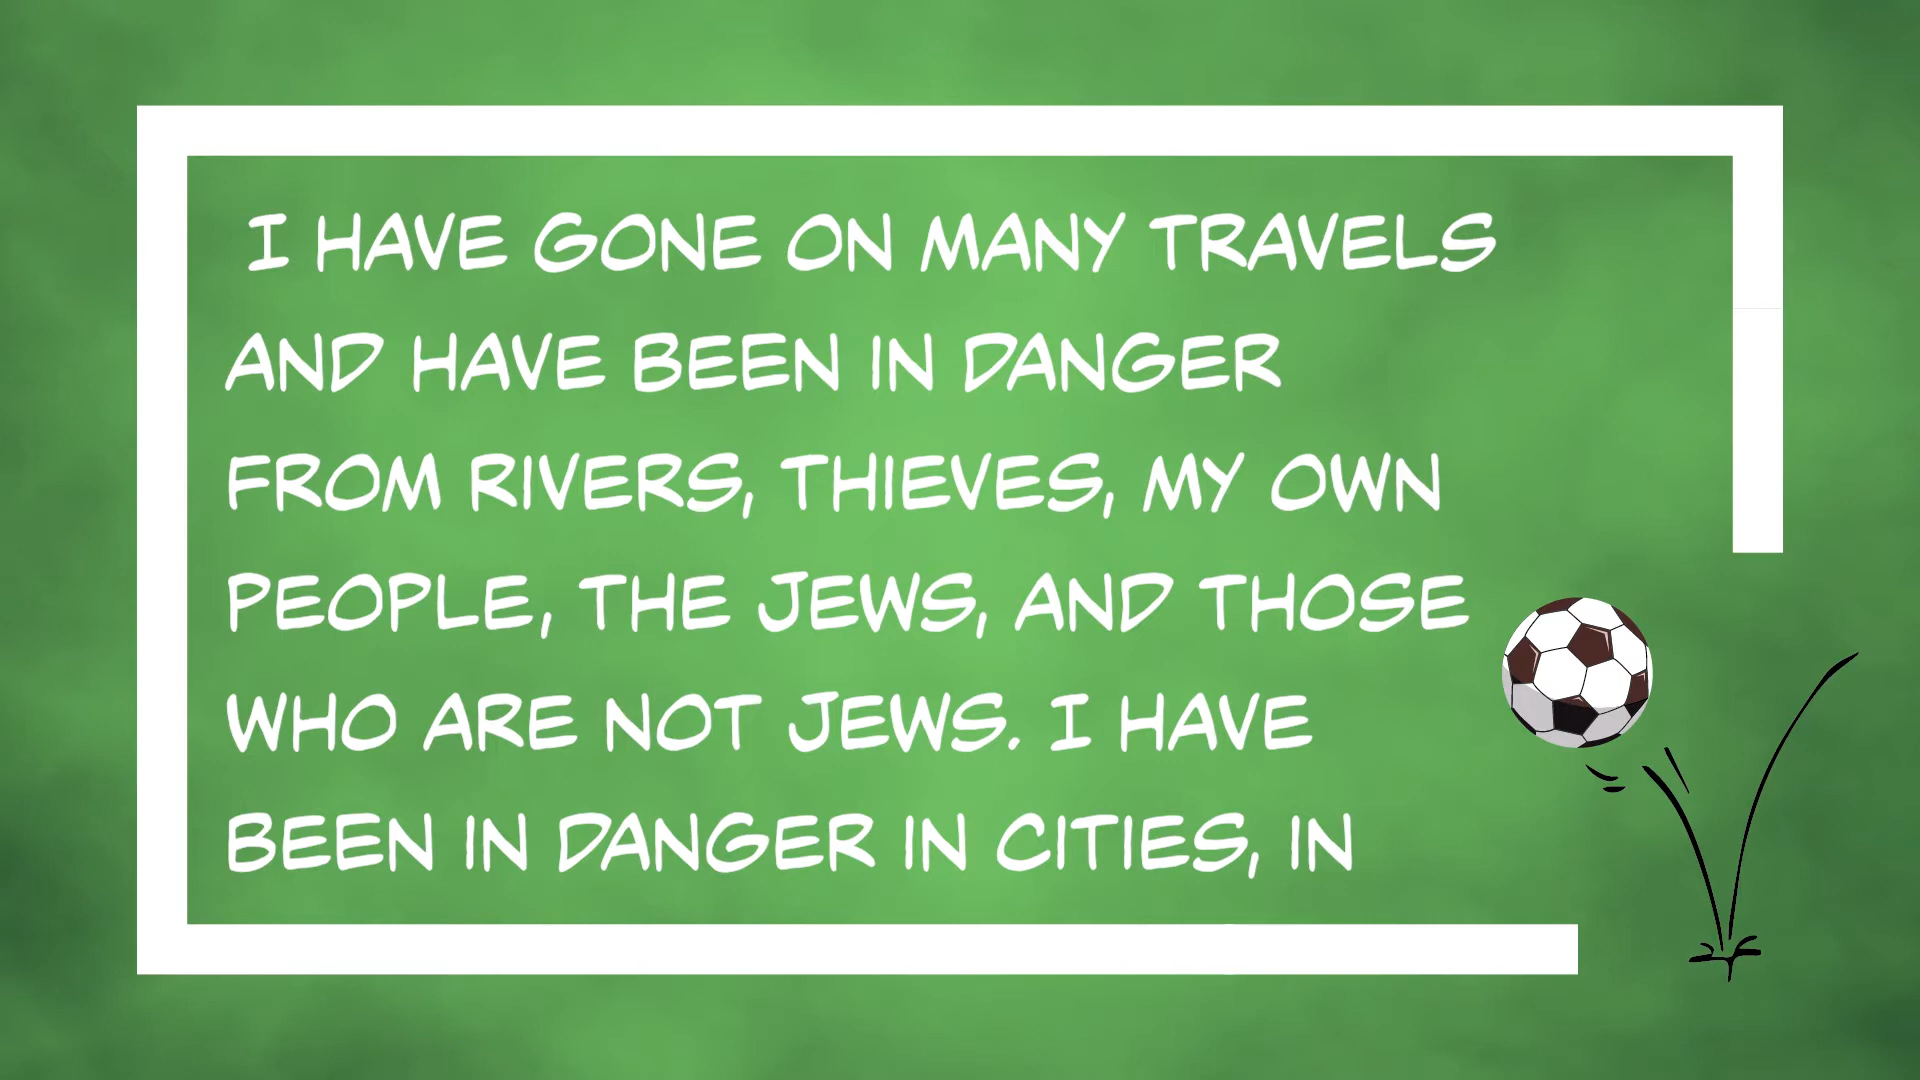 I HAVE GONE ON MANY TRAVELS
AND HAVE BEEN IN DANGER
FROM RIVERS, THIEVES, MY OWN
PEOPLE, THE JEWS, AND THOSE
WHO ARE NOT JEWS. I HAVE
BEEN IN DANGER IN CITIES, IN